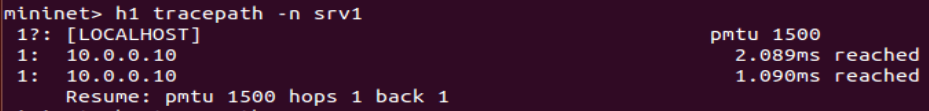 mininet> h1 tracepath -n srv1
1?: [LOCALHOST] pmtu 1500
1: 10.0.0.10 2.089ms reached
1: 10.0.0.10 1.090ms reached
Resume: pmtu 1500 hops 1 back 1